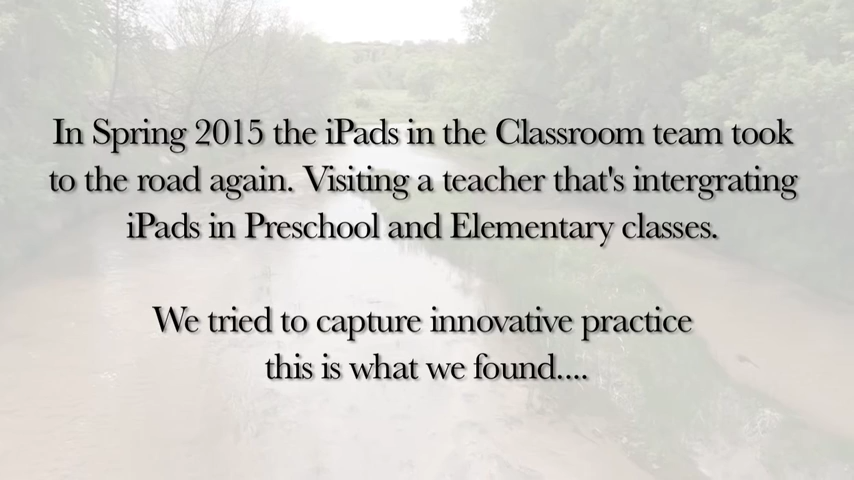 In Spring 2015 the iPads in the Classroom team took
to the road again. Visiting a teacher that's intergrating
iPads in Preschool and Elementary classes.
We tried to capture innovative practice
this is what we found....